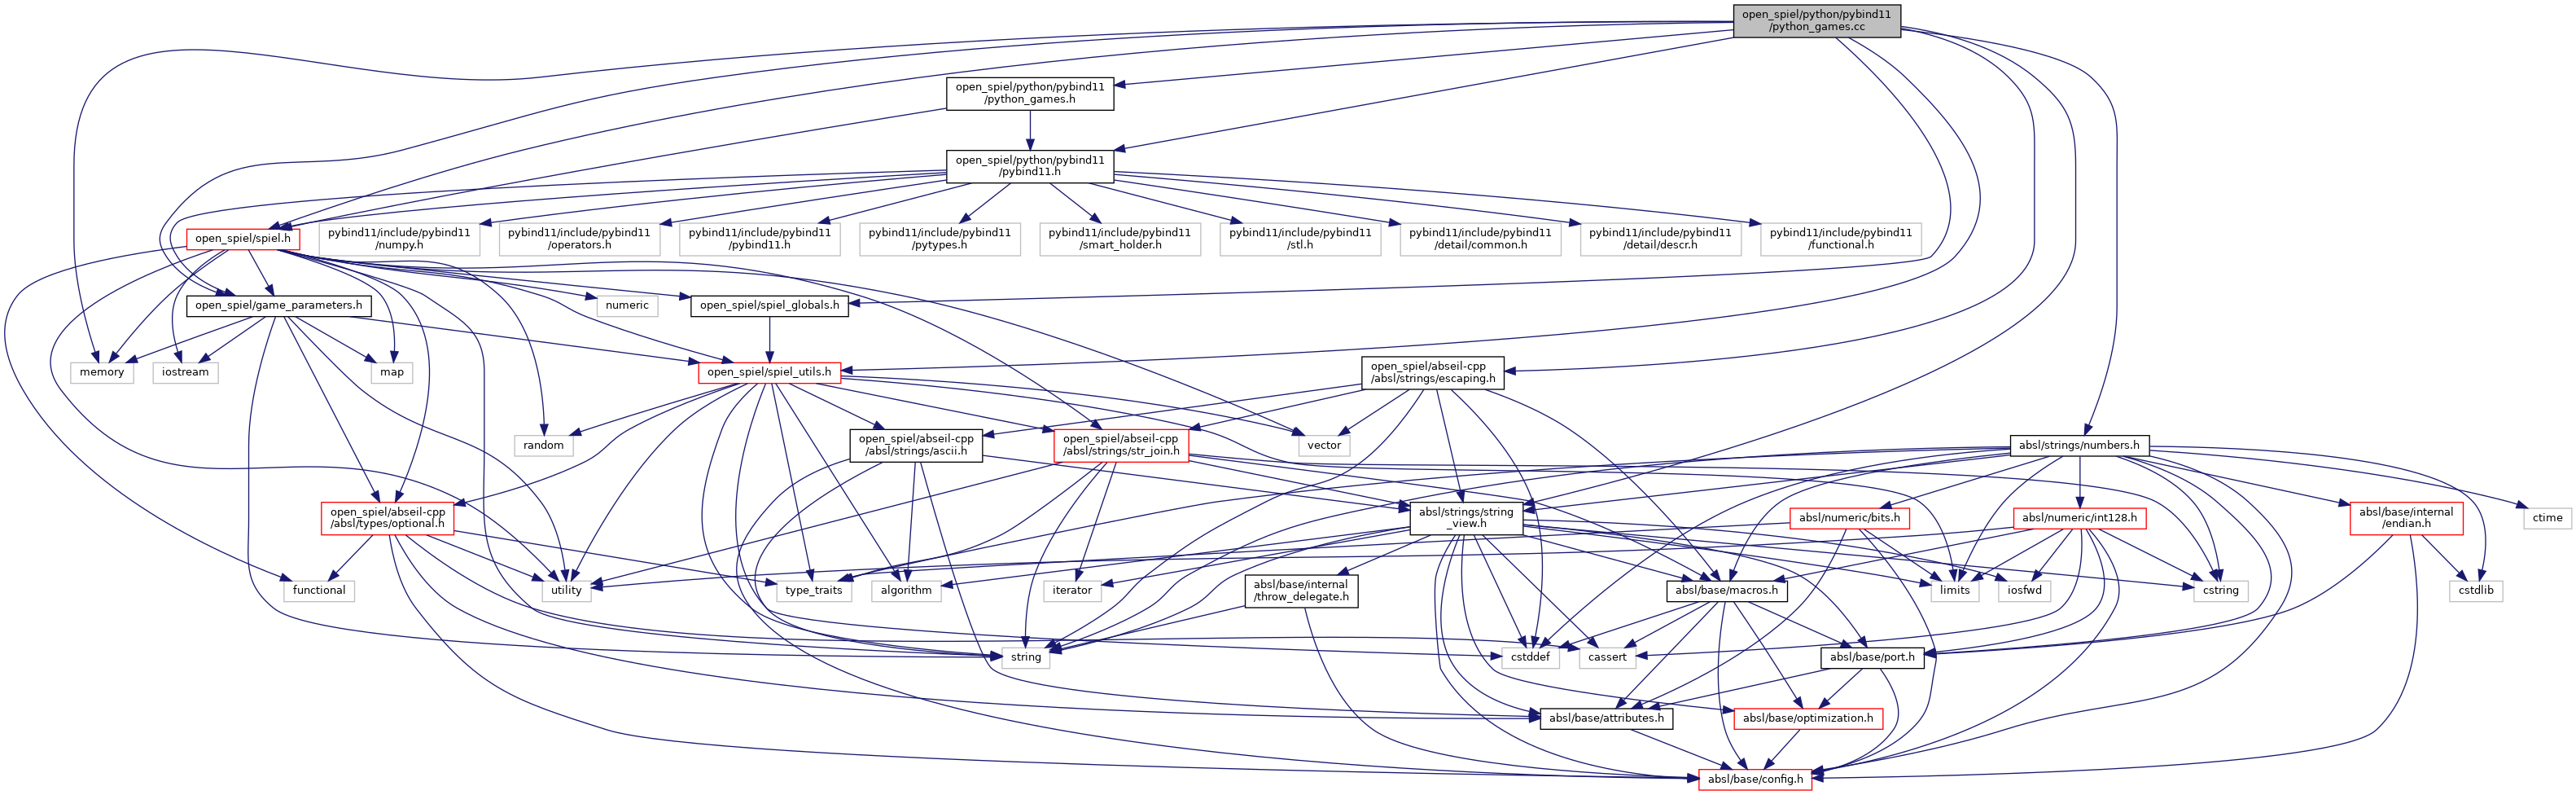 open_spiel/python/pybind11
/python_games.cc
open_spiel/python/pybind11
/python_games.h
open_spiel/python/pybind11
/pybind11.h
open_spiel/spiel.h
pybind11/include/pybind11
/numpy.h
pybind11/include/pybind11
/operators.h
pybind11/include/pybind11
/pybind11.h
pybind11/include/pybind11
/pytypes.h
pybind11/include/pybind11
/smart_holder.h
pybind11/include/pybind11
/stl.h
pybind11/include/pybind11
/detail/common.h
pybind11/include/pybind11
/detail/descr.h
pybind11/include/pybind11
/functional.h
open_spiel/game_parameters.h
numeric
open_spiel/spiel_globals.h
memory
iostream
map
open_spiel/spiel_utils.h
open_spiel/abseil-cpp
/absl/strings/escaping.h
random
open_spiel/abseil-cpp
/absl/strings/ascii.h
open_spiel/abseil-cpp
/absl/strings/str_join.h
vector
absl/strings/numbers.h
open_spiel/abseil-cpp
/absl/types/optional.h
absl/strings/string
_view.h
absl/numeric/bits.h
absl/numeric/int128.h
absl/base/internal
/endian.h
ctime
functional
utility
type_traits
algorithm
iterator
absl/base/internal
/throw_delegate.h
absl/base/macros.h
limits
iosfwd
cstring
cstdlib
string
cstddef
cassert
absl/base/port.h
absl/base/attributes.h
absl/base/optimization.h
absl/base/config.h